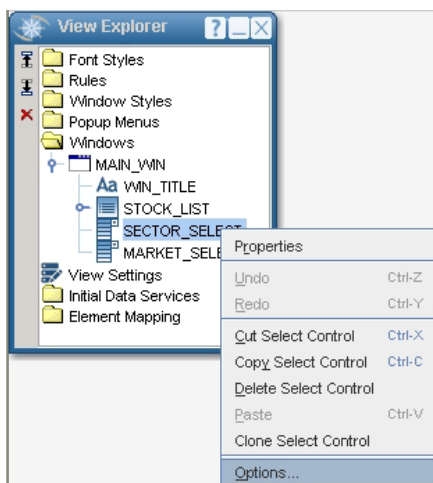 View Explorer
Font Styles
Rules
Window Styles
Popup Menus
Windows
MAIN_WIN
Aa WIN_TITLE
STOCK_LIST
SECTOR_SELE
MARKET_SELE
View Settings
Initial Data Services
Element Mapping
Properties
Undo Ctrl-Z
Redo Ctrl-Y
Cut Select Control Ctrl-X
Copy Select Control Ctrl-C
Delete Select Control
Paste Ctrl-V
Clone Select Control
Options...